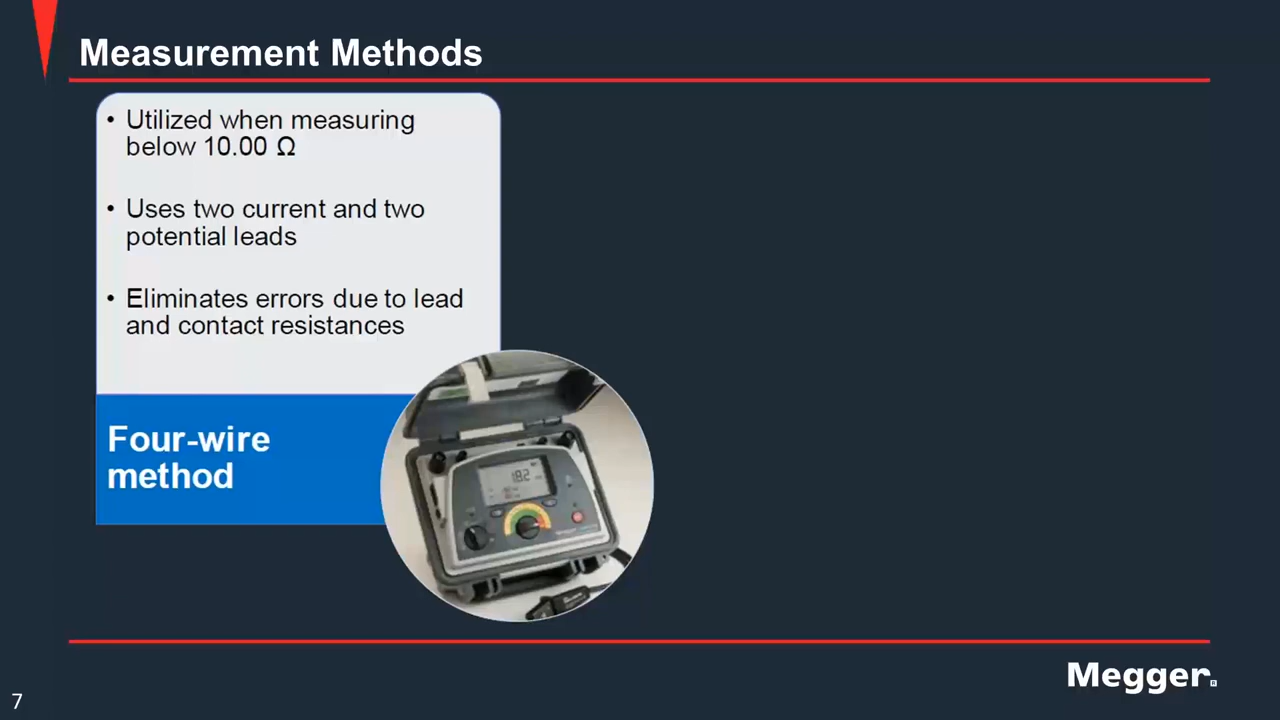 Measurement Methods
• Utilized when measuring
below 10.00 Ω
• Uses two current and two
potential leads
• Eliminates errors due to lead
and contact resistances
Four-wire
method
182
Megger®
7